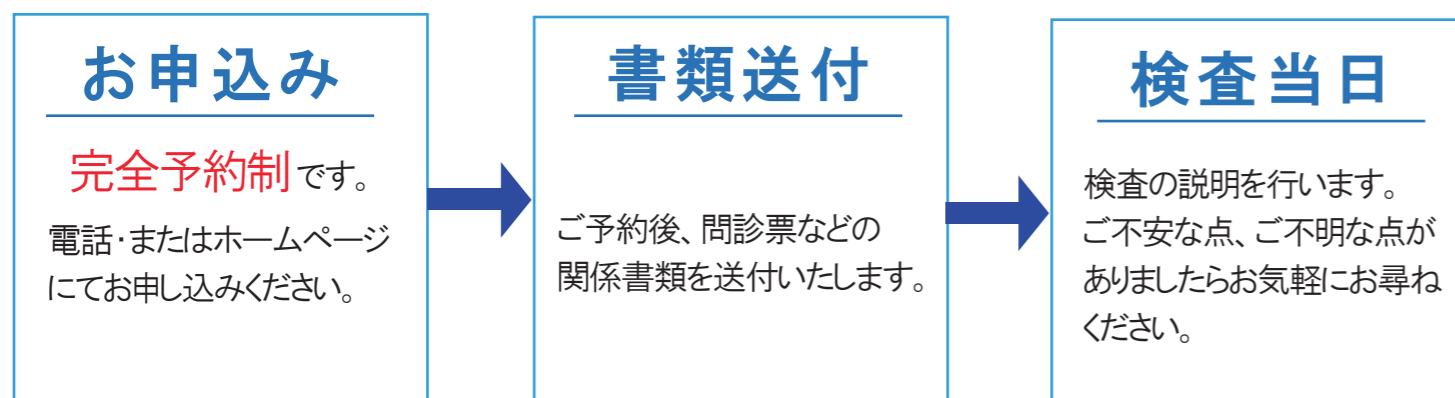 お申込み
完全予約制です。
電話・またはホームページ
にてお申し込みください。
書類送付
ご予約後、問診票などの
関係書類を送付いたします。
検査当日
検査の説明を行います。
ご不安な点、ご不明な点が
ありましたらお気軽にお尋ね
ください。